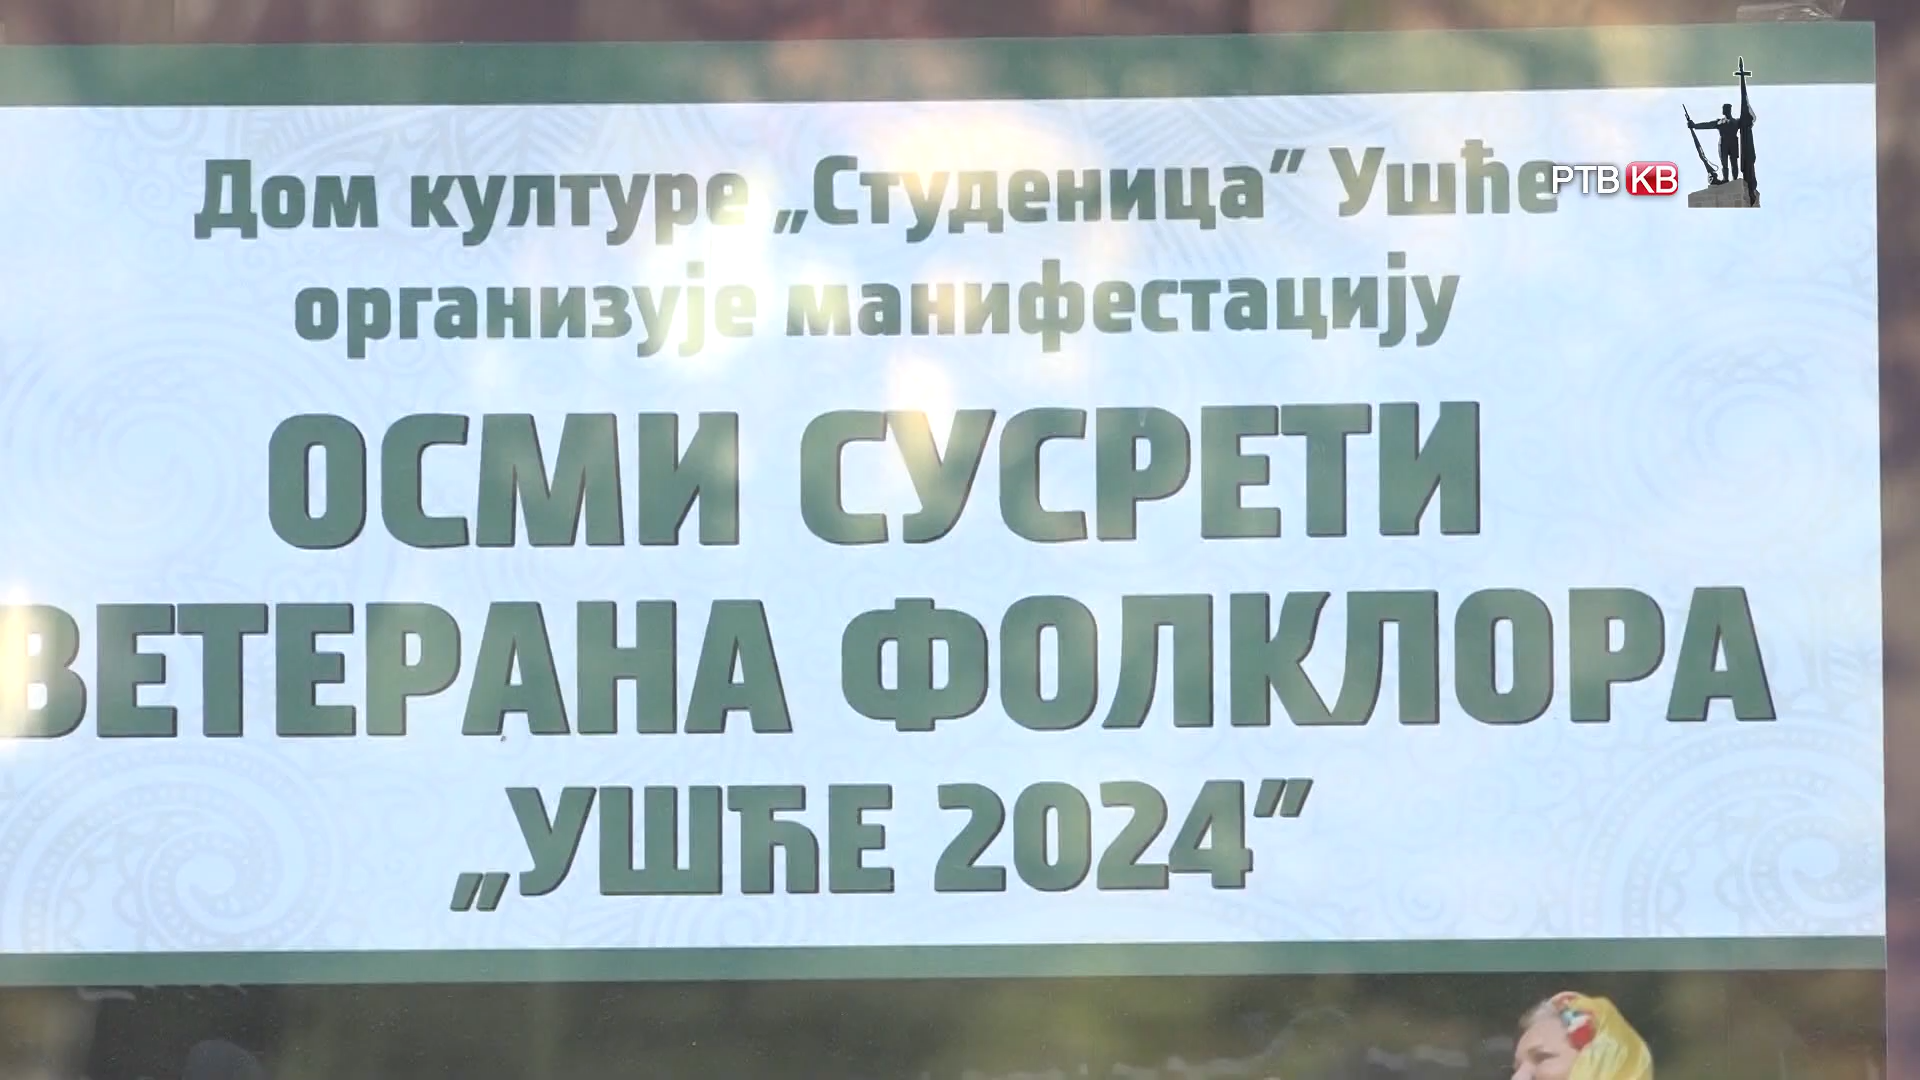 Дом културе „Студеница” Ушће
РТВ КВ
организује манифестацију
ОСМИ СУСРЕТИ
ВЕТЕРАНА ФОЛКЛОРА
„УШЋЕ 2024”